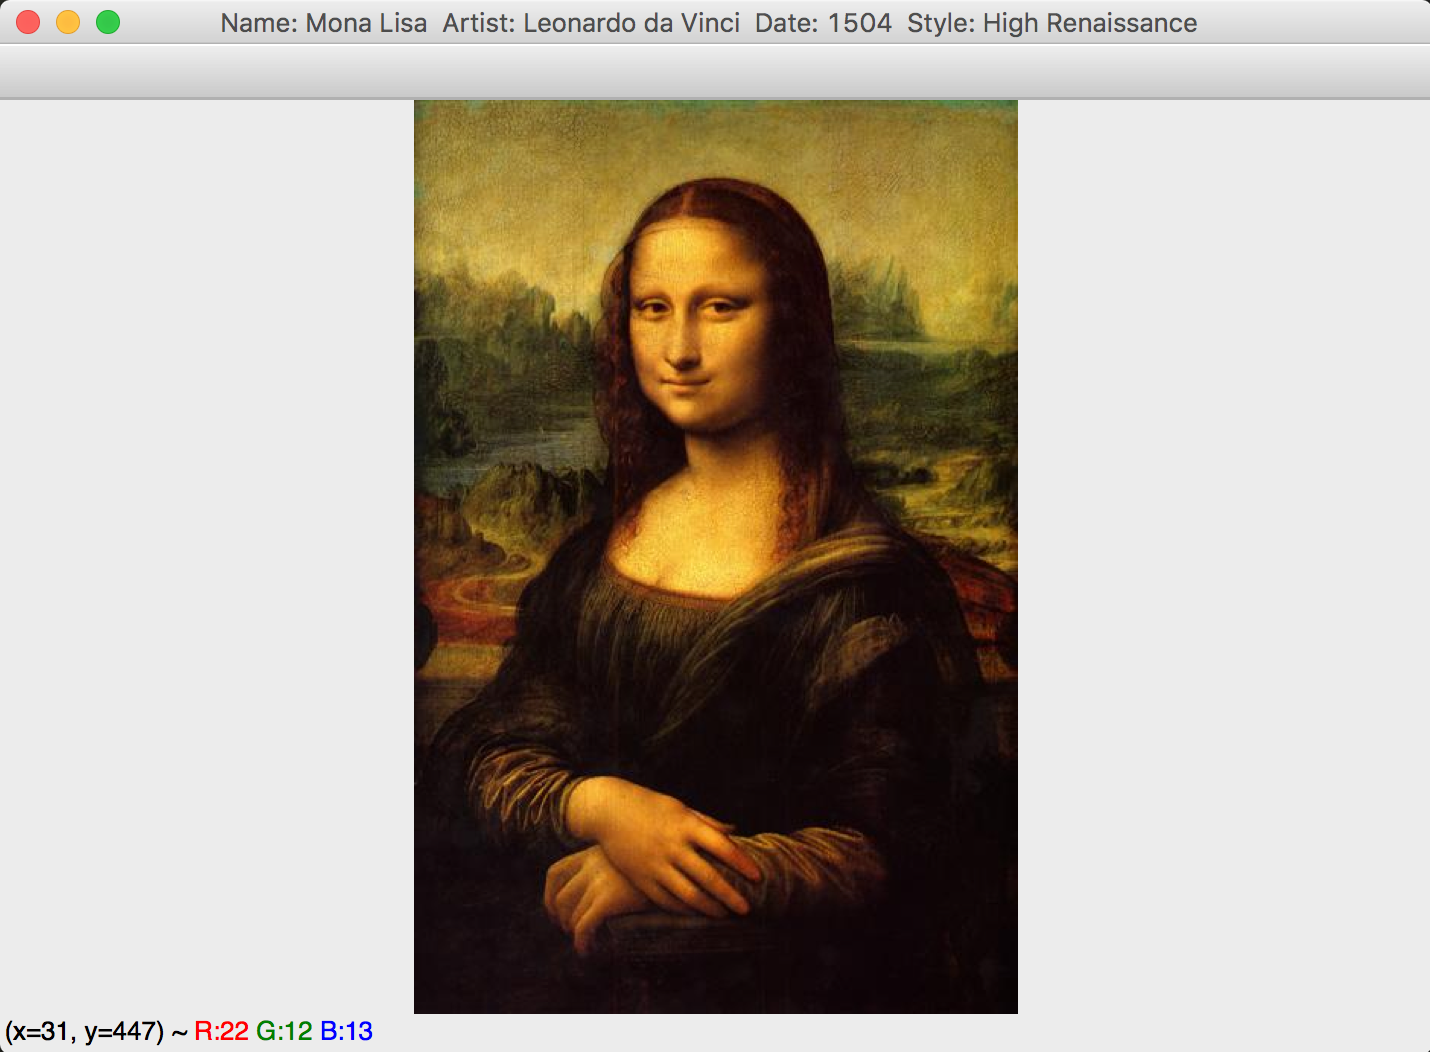 Name: Mona Lisa  Artist: Leonardo da Vinci  Date: 1504  Style: High Renaissance
(x=31, y=447) ~ R:22 G:12 B:13